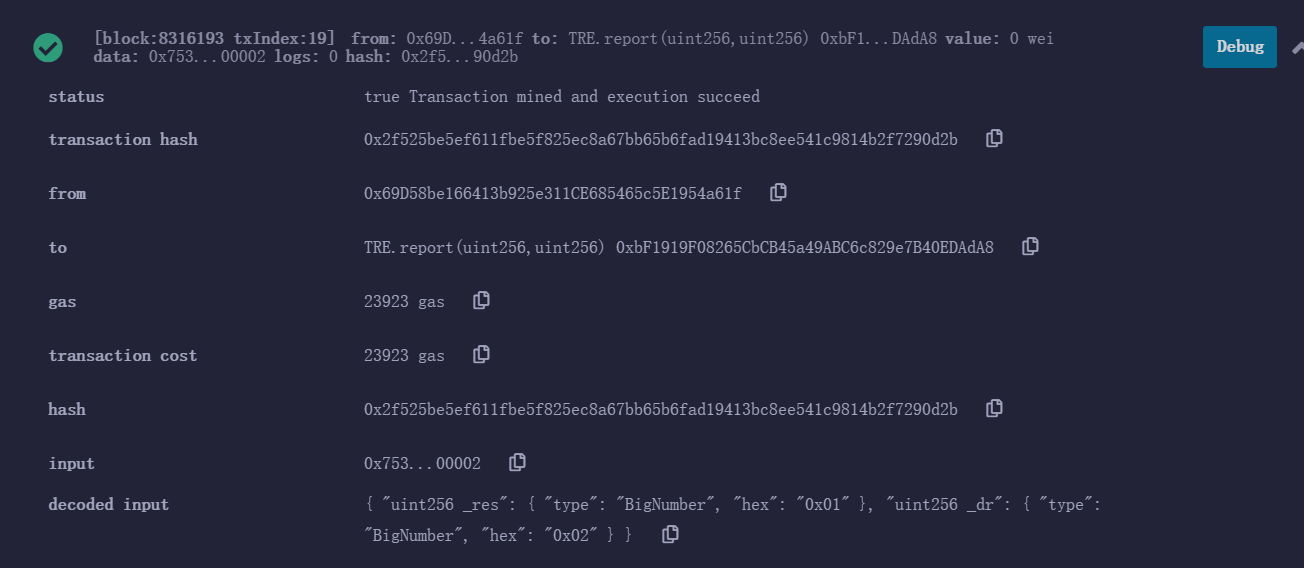 [block:8316193 txIndex:19] from: 0x69D...4a61f to: TRE.report(uint256,uint256) 0xbF1...DAdA8 value: 0 wei
data: 0x753...00002 logs: 0 hash: 0x2f5...90d2b
Debug
status true Transaction mined and execution succeed
transaction hash 0x2f525be5ef611fbe5f825ec8a67bb65b6fad19413bc8ee541c9814b2f7290d2b
from 0x69D58be166413b925e311CE685465c5E1954a61f
to TRE.report(uint256,uint256) 0xbF1919F08265CbCB45a49ABC6c829e7B40EDAdA8
gas 23923 gas
transaction cost 23923 gas
hash 0x2f525be5ef611fbe5f825ec8a67bb65b6fad19413bc8ee541c9814b2f7290d2b
input 0x753...00002
decoded input { "uint256 _res": { "type": "BigNumber", "hex": "0x01" }, "uint256 _dr": { "type":
"BigNumber", "hex": "0x02" } }